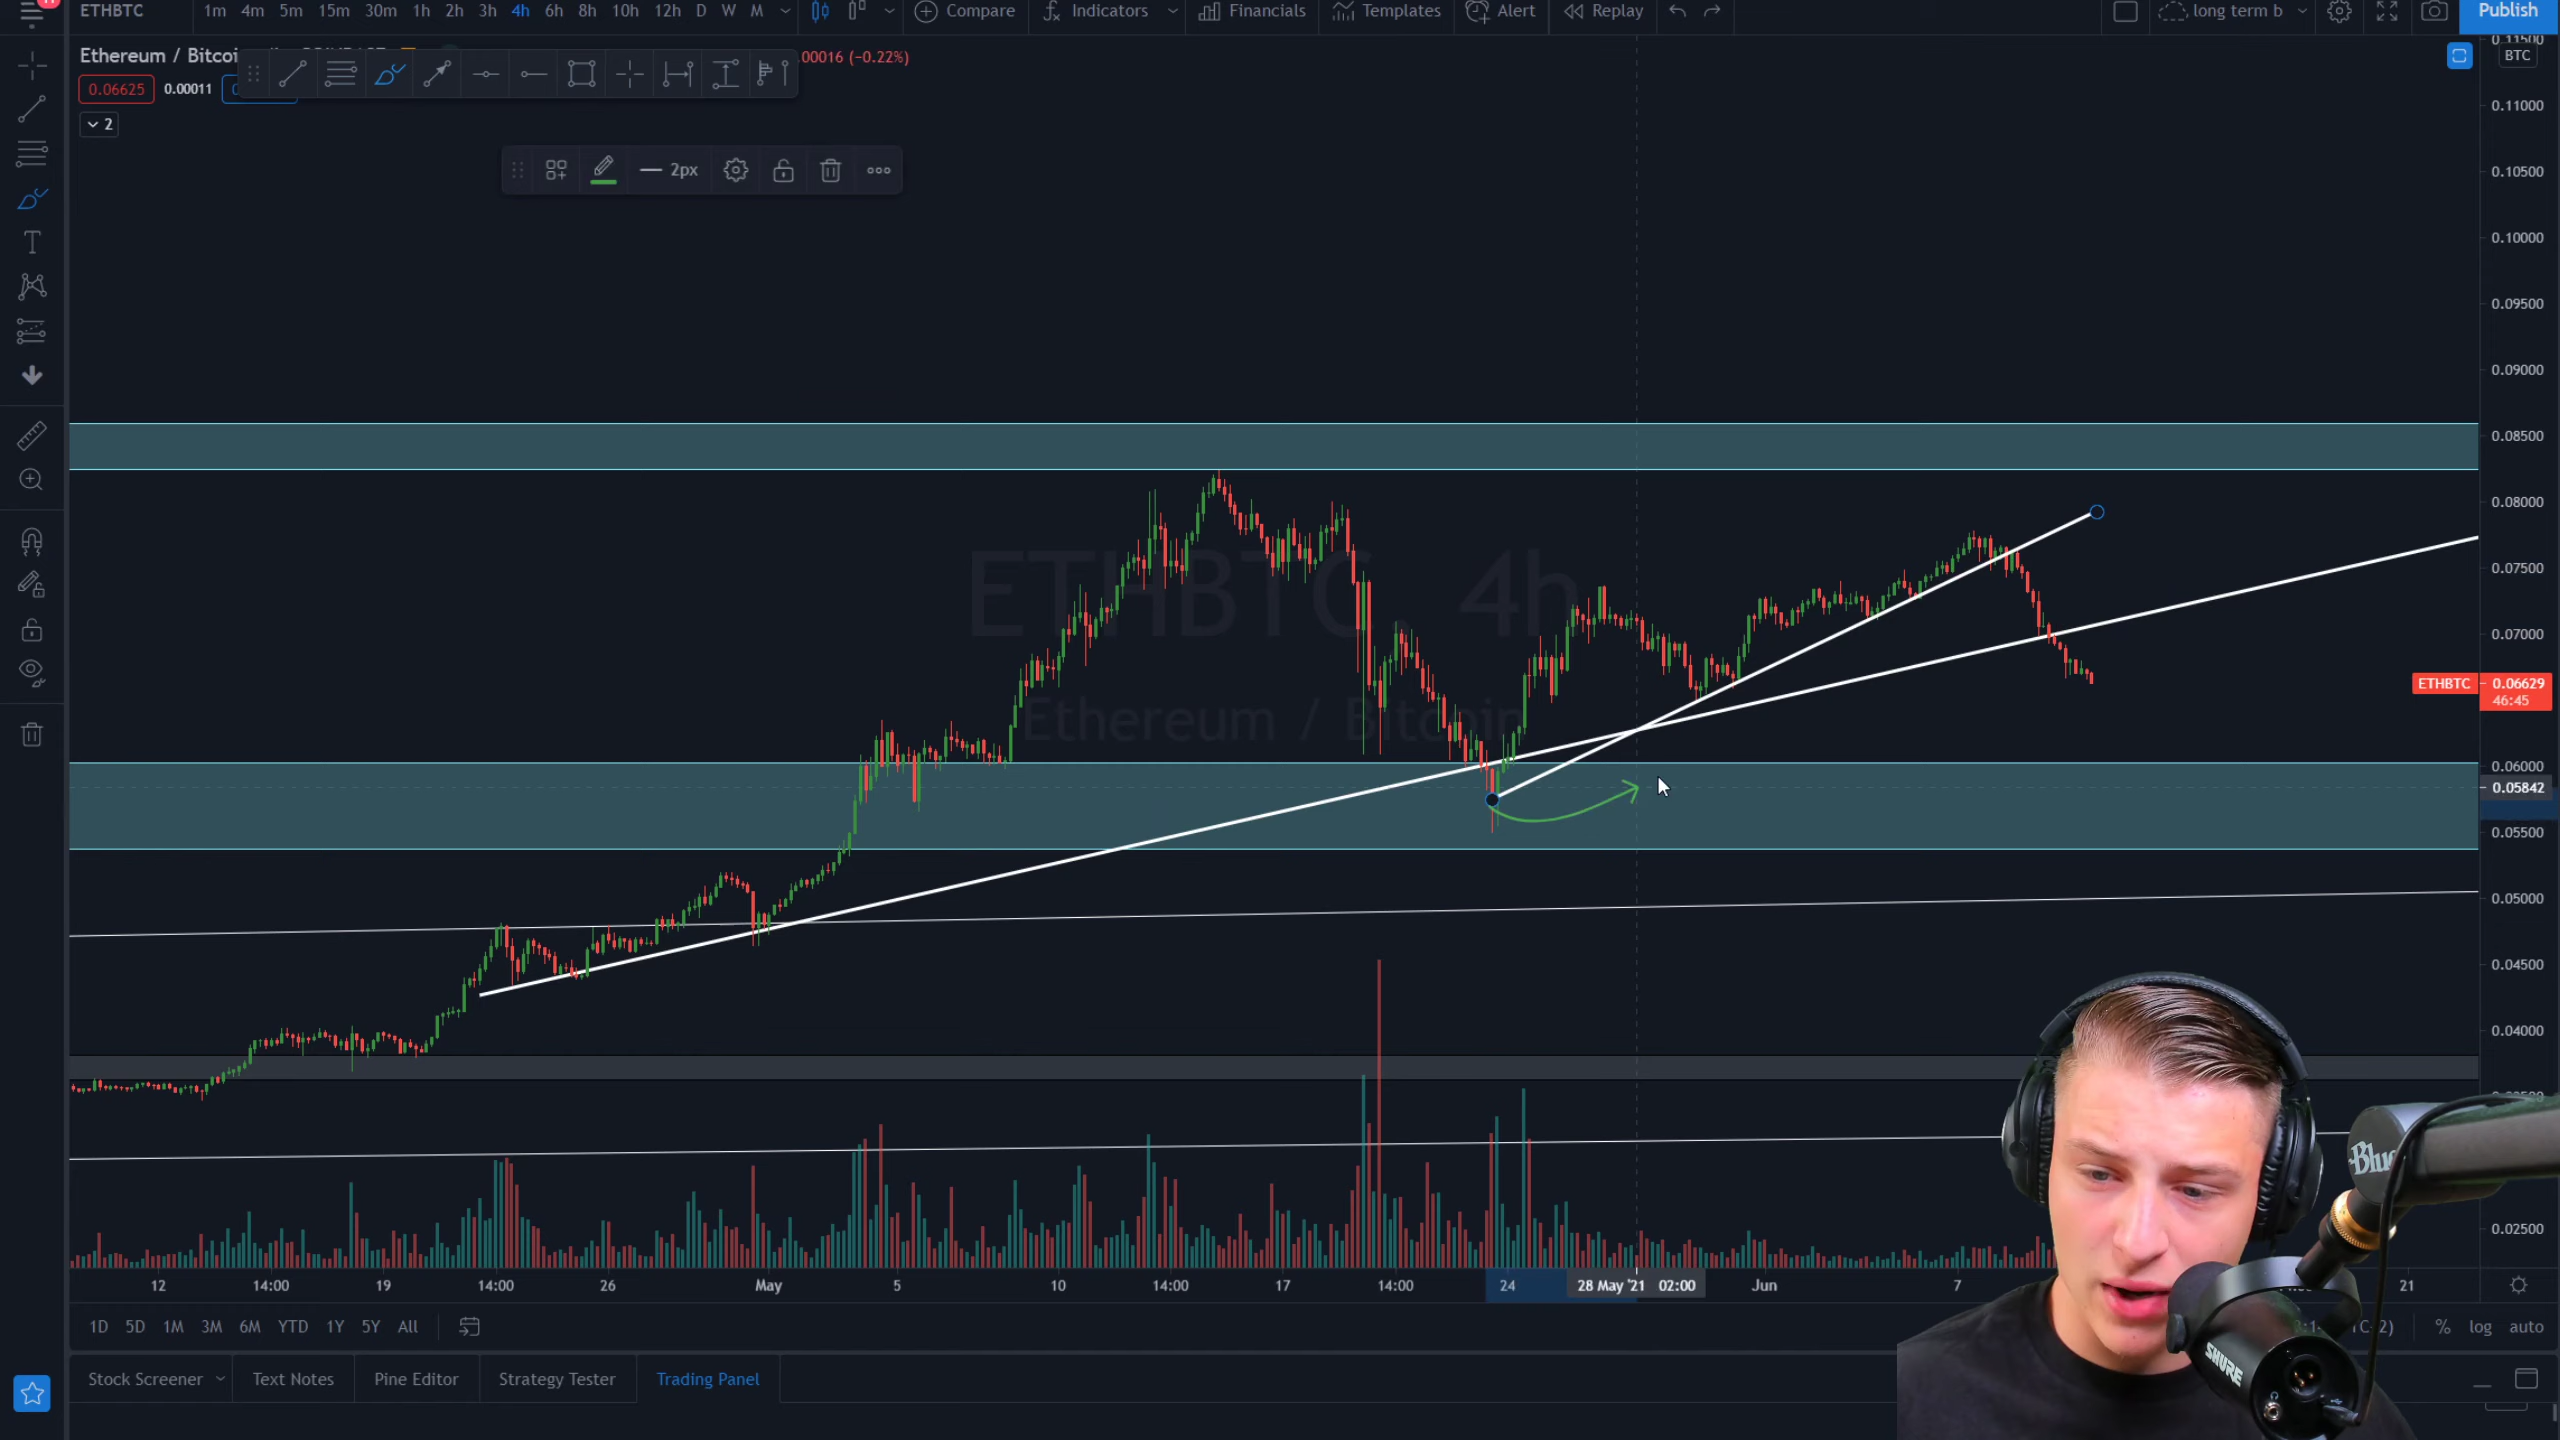 ETHBTC 1m 4m 5m 15m 30m 1h 2h 3h 4h 6h 8h 10h 12h D W M Compare Indicators Financials Templates Alert Replay long term b Publish
Ethereum / Bitcoi
.00016 (−0.22%)
0.06625 0.00011
2
2px
BTC
0.11500
0.11000
0.10500
0.10000
0.09500
0.09000
0.08500
0.08000
0.07500
0.07000
ETHBTC 0.06629
46:45
0.06000
0.05842
0.05500
0.05000
0.04500
0.04000
0.02500
ETHBTC, 4h
Ethereum / Bitcoin
12 14:00 19 14:00 26 May 5 10 14:00 17 14:00 24 28 May '21 02:00 Jun 7 21
1D 5D 1M 3M 6M YTD 1Y 5Y All % log auto
Stock Screener Text Notes Pine Editor Strategy Tester Trading Panel
Blue
SHURE